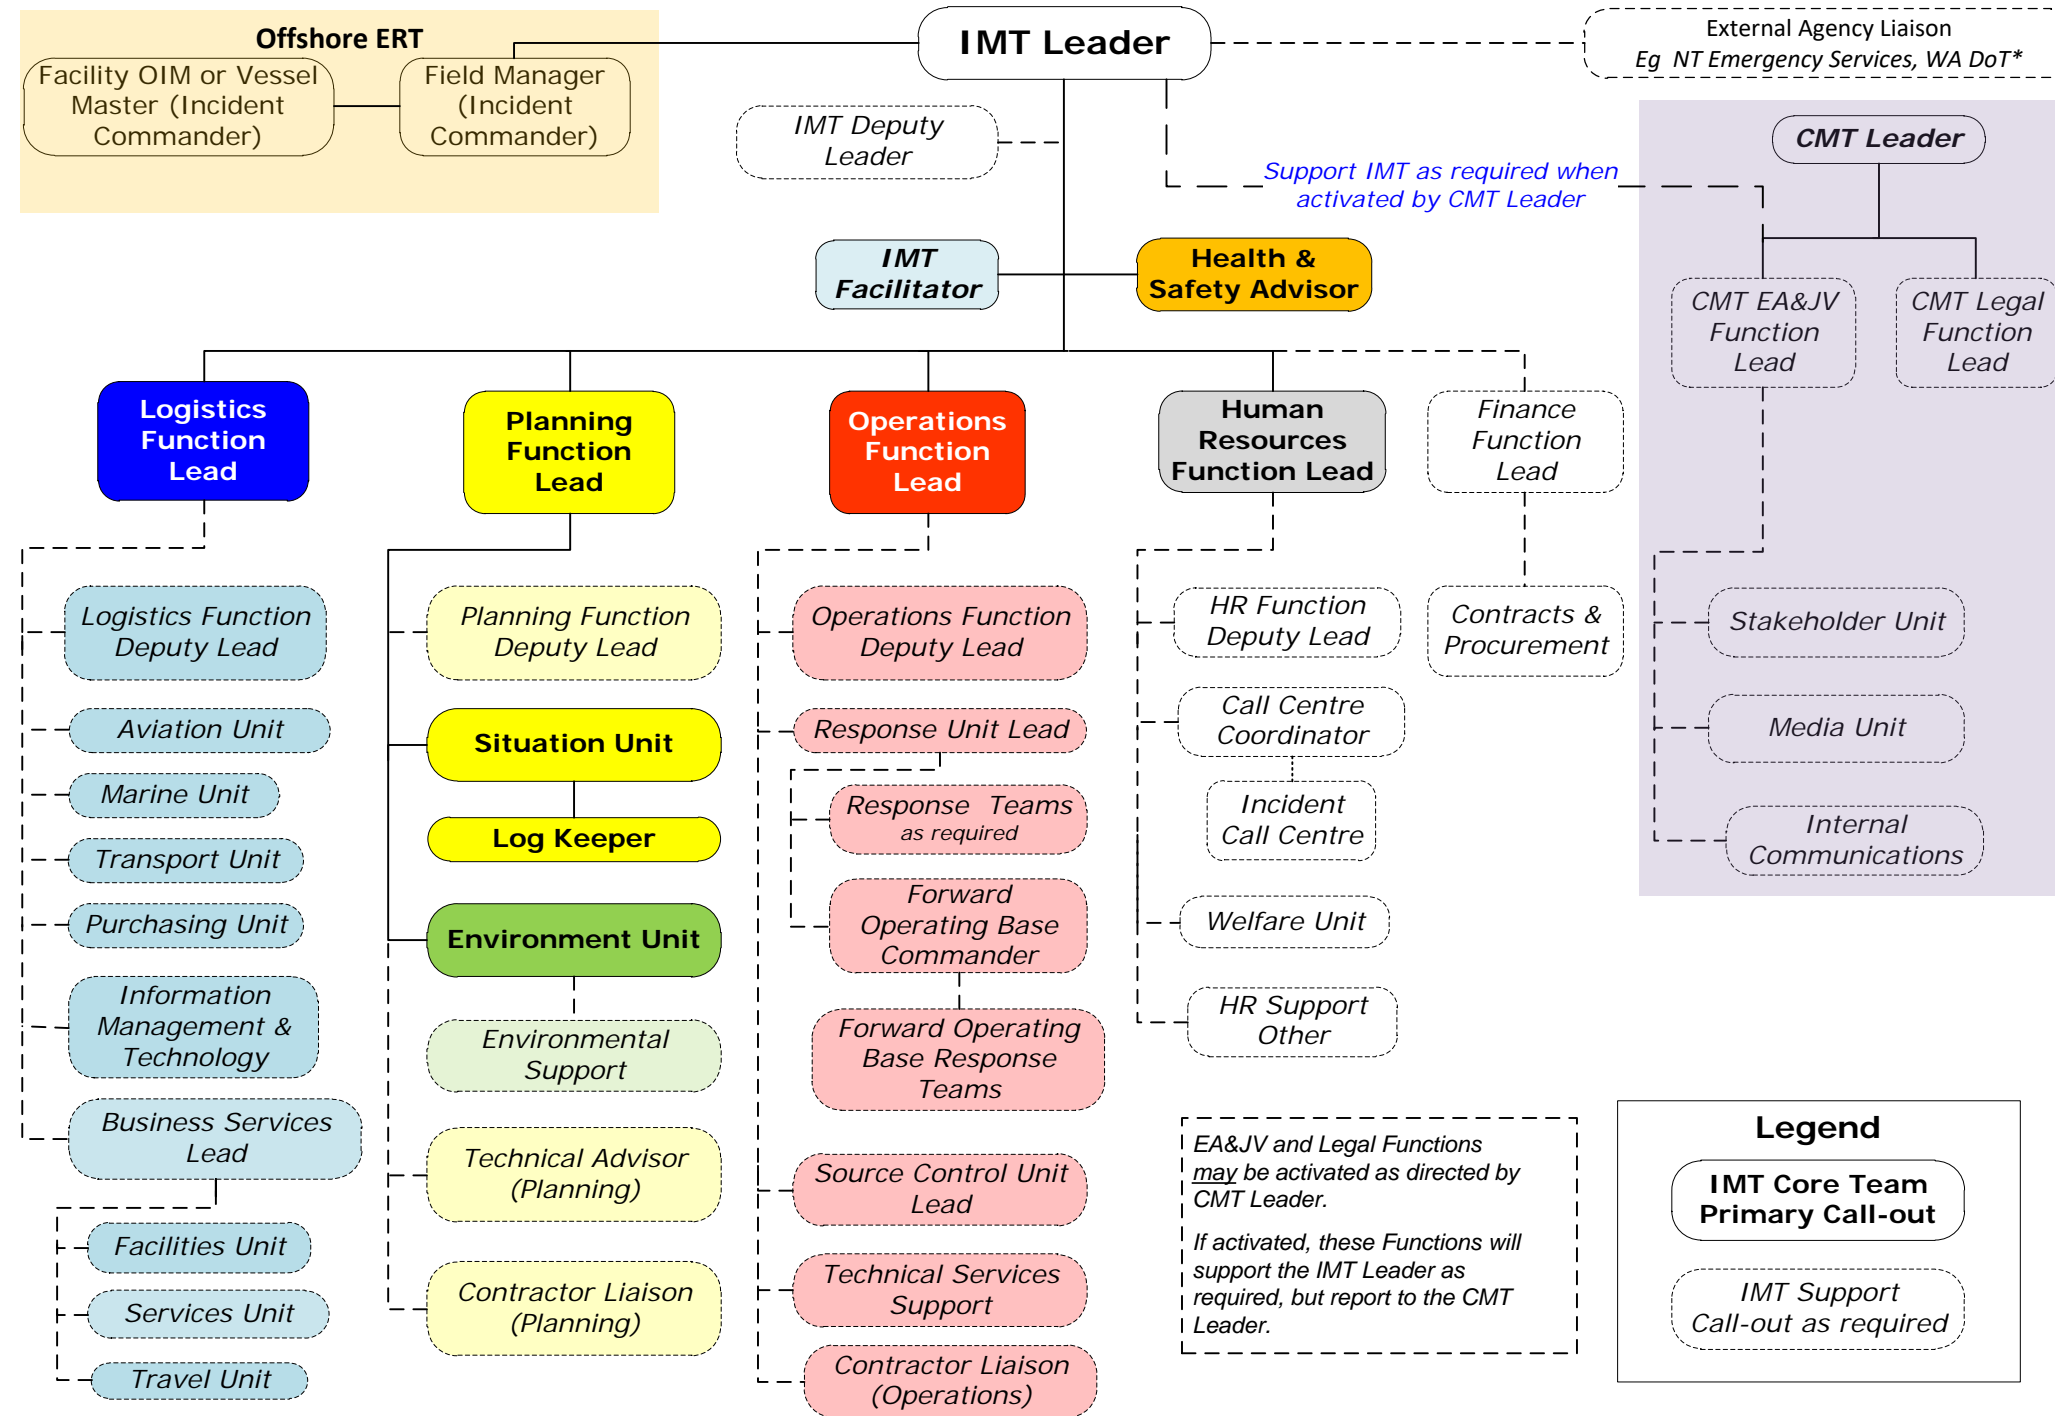 Offshore ERT
Facility OIM or Vessel
Master (Incident
Commander)
Field Manager
(Incident
Commander)
IMT Leader
External Agency Liaison
Eg NT Emergency Services, WA DoT*
IMT Deputy
Leader
Support IMT as required when
activated by CMT Leader
CMT Leader
IMT
Facilitator
Health &
Safety Advisor
CMT EA&JV
Function
Lead
CMT Legal
Function
Lead
Logistics
Function
Lead
Planning
Function
Lead
Operations
Function
Lead
Human
Resources
Function Lead
Finance
Function
Lead
Logistics Function
Deputy Lead
Aviation Unit
Marine Unit
Transport Unit
Purchasing Unit
Information
Management &
Technology
Business Services
Lead
Facilities Unit
Services Unit
Travel Unit
Planning Function
Deputy Lead
Situation Unit
Log Keeper
Environment Unit
Environmental
Support
Technical Advisor
(Planning)
Contractor Liaison
(Planning)
Operations Function
Deputy Lead
Response Unit Lead
Response Teams
as required
Forward
Operating Base
Commander
Forward Operating
Base Response
Teams
Source Control Unit
Lead
Technical Services
Support
Contractor Liaison
(Operations)
HR Function
Deputy Lead
Call Centre
Coordinator
Incident
Call Centre
Welfare Unit
HR Support
Other
Contracts &
Procurement
Stakeholder Unit
Media Unit
Internal
Communications
EA&JV and Legal Functions
may be activated as directed by
CMT Leader.
If activated, these Functions will
support the IMT Leader as
required, but report to the CMT
Leader.
Legend
IMT Core Team
Primary Call-out
IMT Support
Call-out as required